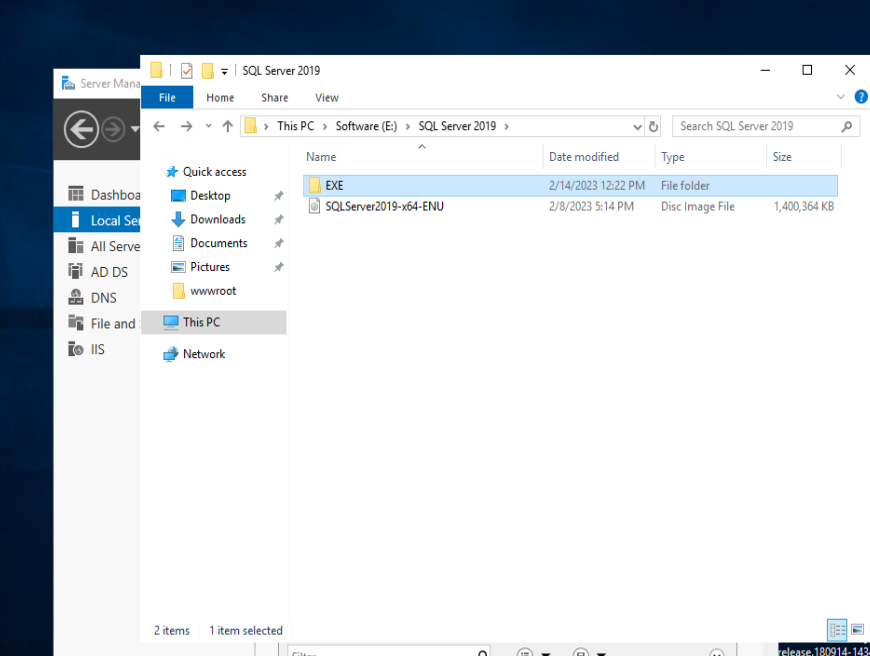 SQL Server 2019
Server Mana
File Home Share View
This PC Software (E:) SQL Server 2019
Search SQL Server 2019
Name Date modified Type Size
EXE 2/14/2023 12:22 PM File folder
SQLServer2019-x64-ENU 2/8/2023 5:14 PM Disc Image File 1,400,364 KB
Quick access
Desktop
Downloads
Documents
Pictures
wwwroot
This PC
Network
Dashboa
Local Ser
All Serve
AD DS
DNS
File and
IIS
2 items 1 item selected
Filter
release.180914-143